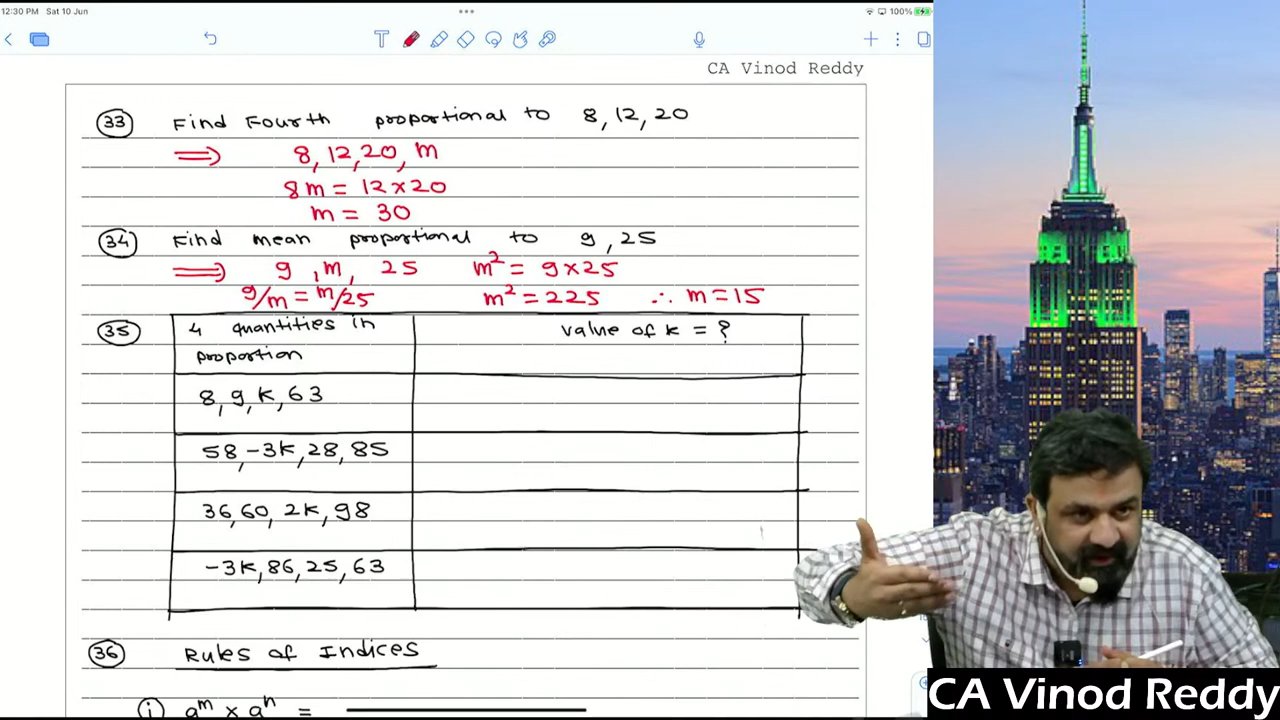 12:30 PM Sat 10 Jun
100%
CA Vinod Reddy
33 Find Fourth proportional to 8, 12, 20
⟹ 8, 12, 20, m
8m = 12 × 20
m = 30
34 Find mean proportional to 9, 25
⟹ 9, m, 25 m² = 9×25
9/m = m/25 m² = 225 ∴ m = 15
35 4 quantities in value of k = ?
proportion
8, 9, k, 63
58, -3k, 28, 85
36, 60, 2k, 98
-3k, 86, 25, 63
36 Rules of Indices
i aᵐ × aⁿ =
CA Vinod Reddy